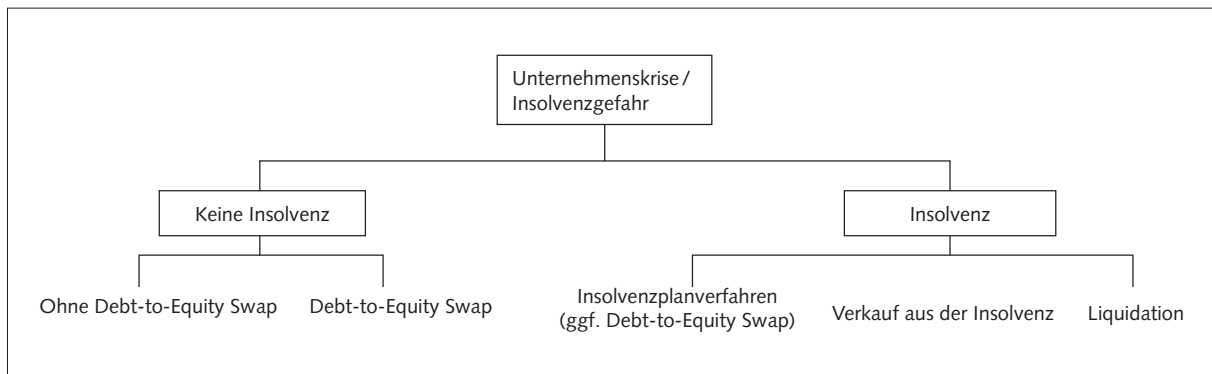 Unternehmenskrise/
Insolvenzgefahr
Keine Insolvenz
Insolvenz
Ohne Debt-to-Equity Swap
Debt-to-Equity Swap
Insolvenzplanverfahren
(ggf. Debt-to-Equity Swap)
Verkauf aus der Insolvenz
Liquidation